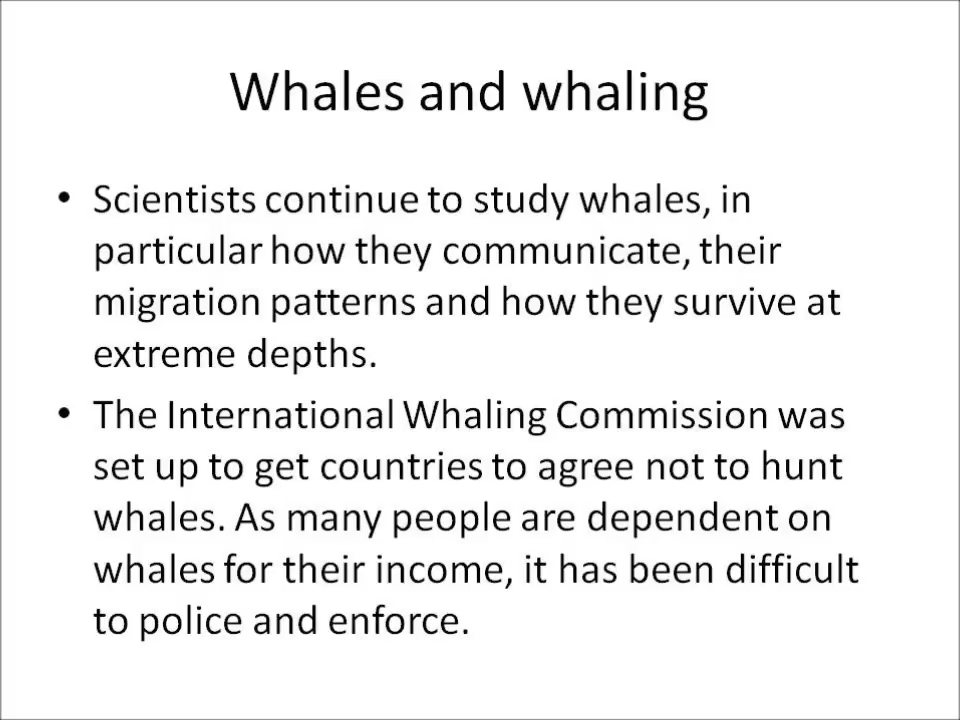 Whales and whaling
• Scientists continue to study whales, in
particular how they communicate, their
migration patterns and how they survive at
extreme depths.
• The International Whaling Commission was
set up to get countries to agree not to hunt
whales. As many people are dependent on
whales for their income, it has been difficult
to police and enforce.